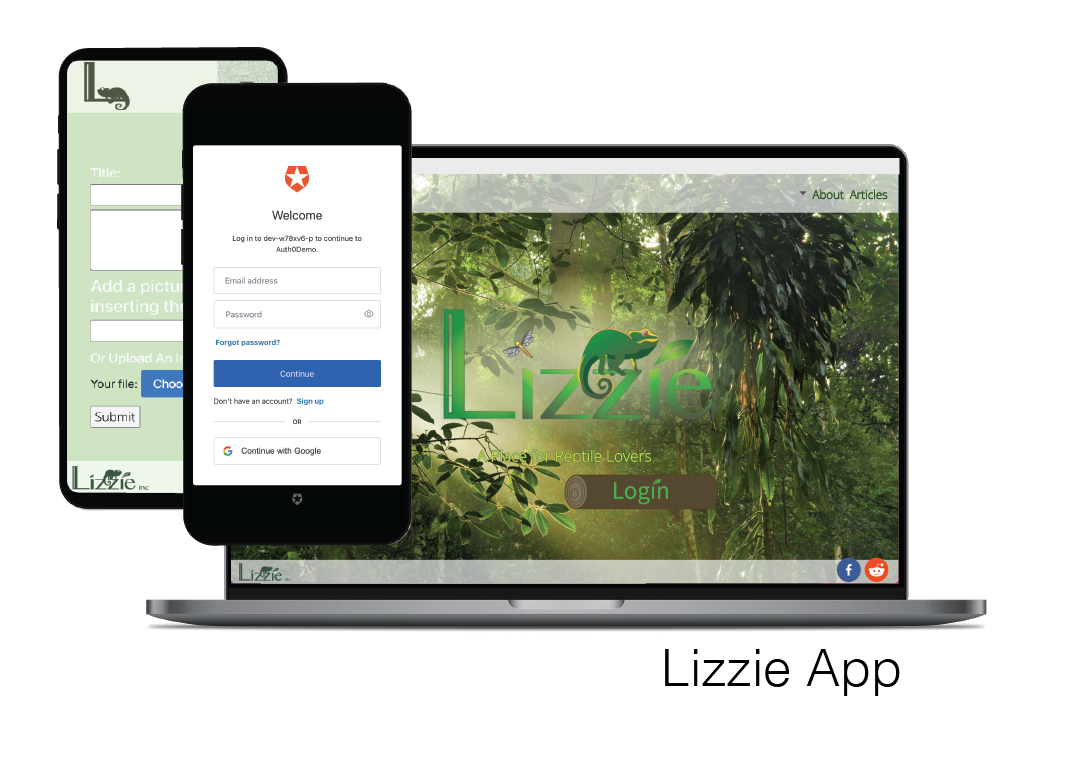 L
Title:
Add a pictu
inserting the
Or Upload An I
Your file: Choo
Submit
Lizzie inc
Welcome
Log in to dev-w78xv6-p to continue to
Auth0Demo.
Email address
Password
Forgot password?
Continue
Don't have an account? Sign up
OR
Continue with Google
About Articles
Lizzie
A Place for Reptile Lovers
Login
Lizzie inc
Lizzie App